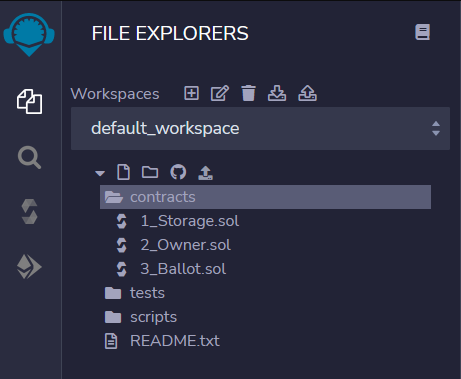 FILE EXPLORERS
Workspaces
default_workspace
contracts
1_Storage.sol
2_Owner.sol
3_Ballot.sol
tests
scripts
README.txt